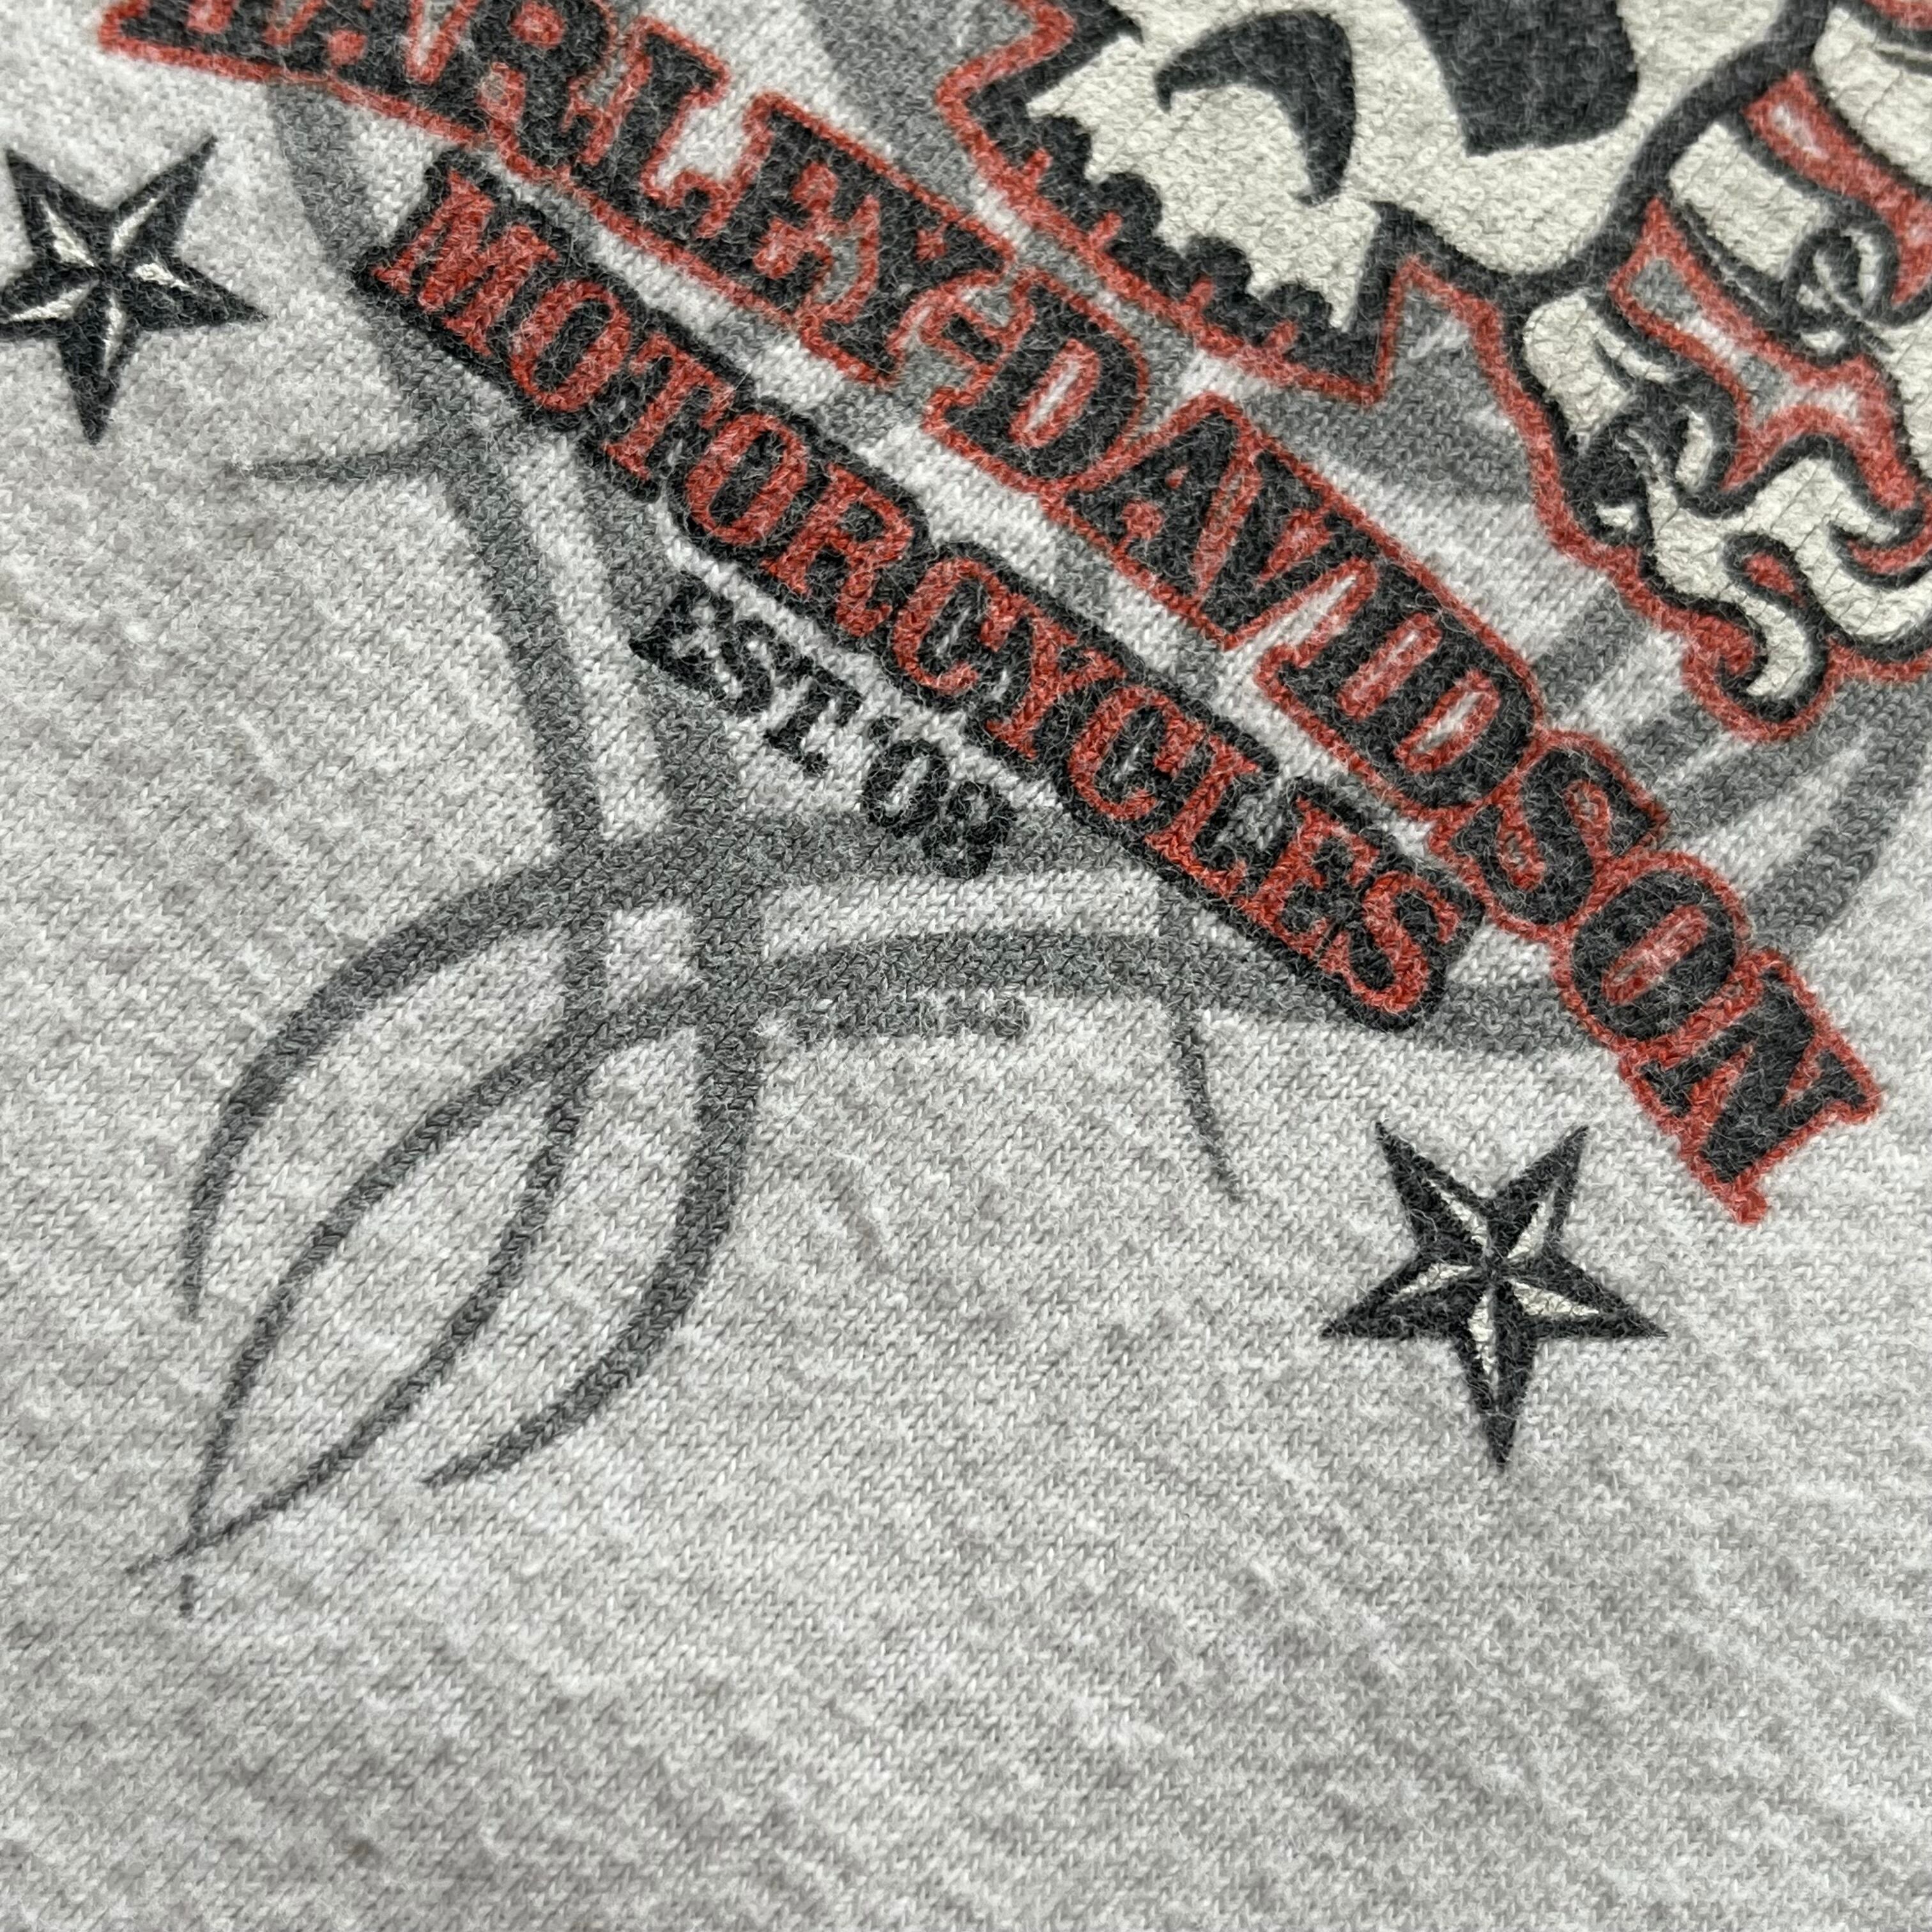 HARLEY-DAVIDSON
MOTORCYCLES
EST. '03